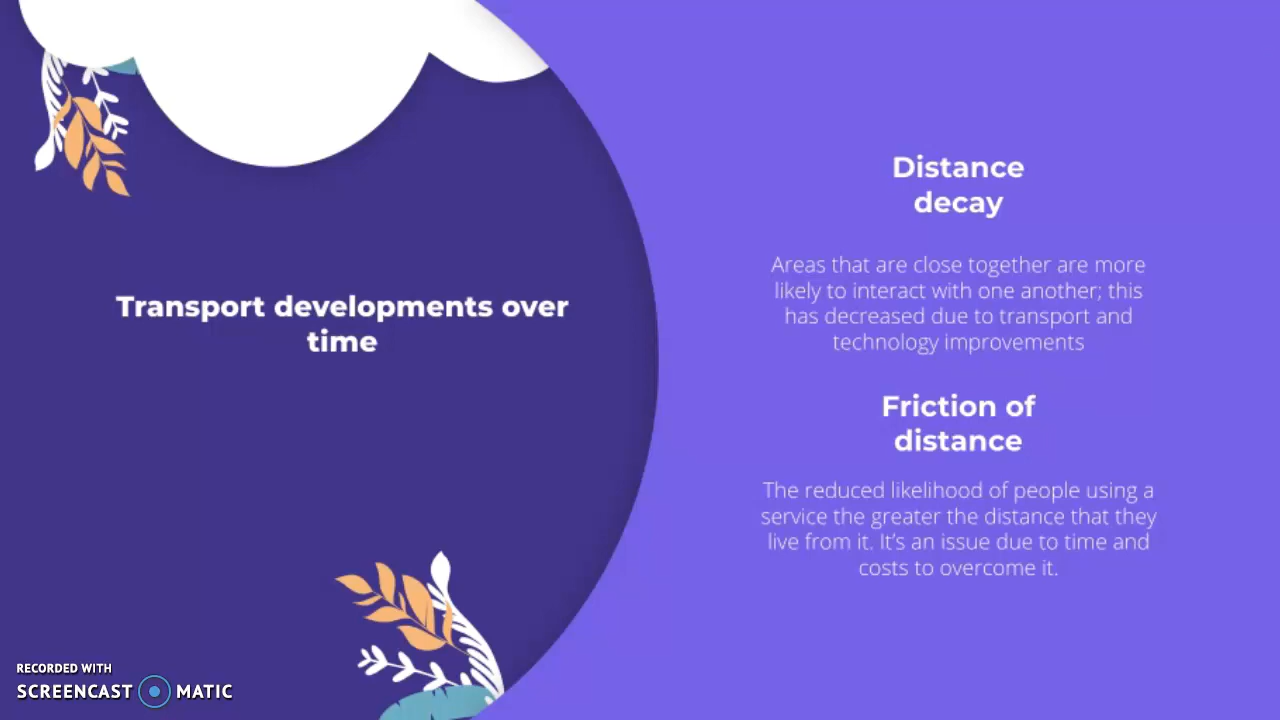 Transport developments over
time
Distance
decay
Areas that are close together are more
likely to interact with one another; this
has decreased due to transport and
technology improvements
Friction of
distance
The reduced likelihood of people using a
service the greater the distance that they
live from it. It's an issue due to time and
costs to overcome it.
RECORDED WITH
SCREENCAST MATIC